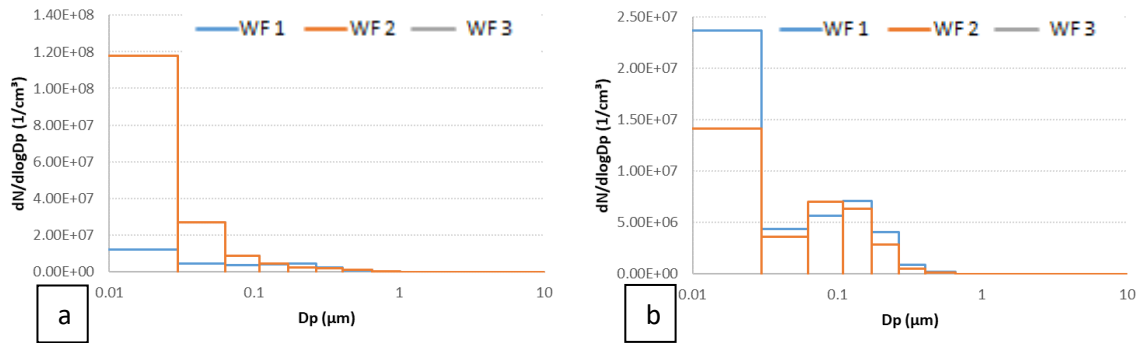 WF 1 WF 2 WF 3
dN/dlogDp (1/cm³)
1.40E+08
1.20E+08
1.00E+08
8.00E+07
6.00E+07
4.00E+07
2.00E+07
0.00E+00
0.01 0.1 1 10
Dp (µm)
a
WF 1 WF 2 WF 3
dN/dlogDp (1/cm³)
2.50E+07
2.00E+07
1.50E+07
1.00E+07
5.00E+06
0.00E+00
0.01 0.1 1 10
Dp (µm)
b